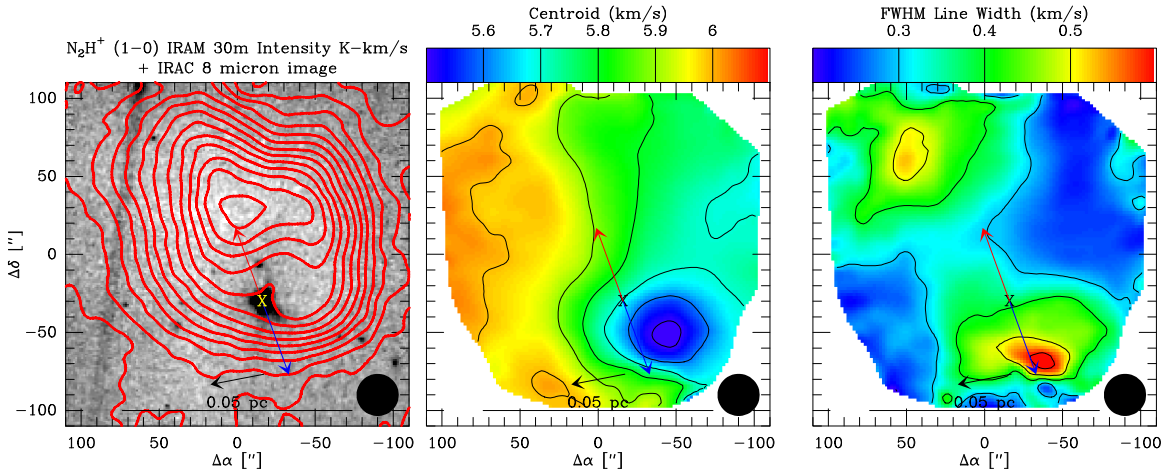 N₂H⁺ (1−0) IRAM 30m Intensity K−km/s
+ IRAC 8 micron image
Centroid (km/s)
5.6 5.7 5.8 5.9 6
FWHM Line Width (km/s)
0.3 0.4 0.5
100
50
0
−50
−100
Δδ ["]
X
0.05 pc
100 50 0 −50 −100
Δα ["]
X
0.05 pc
100 50 0 −50 −100
Δα ["]
X
0.05 pc
100 50 0 −50 −100
Δα ["]